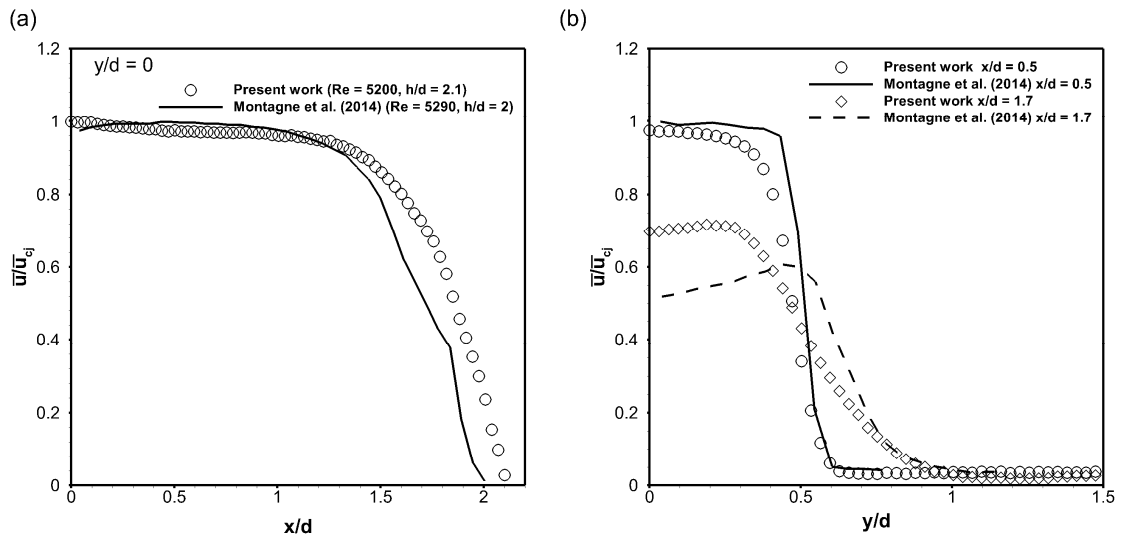 (a)
y/d = 0
Present work (Re = 5200, h/d = 2.1)
Montagne et al. (2014) (Re = 5290, h/d = 2)
1.2
1
0.8
0.6
0.4
0.2
0
u̅/u̅cj
0 0.5 1 1.5 2
x/d
(b)
Present work x/d = 0.5
Montagne et al. (2014) x/d = 0.5
Present work x/d = 1.7
Montagne et al. (2014) x/d = 1.7
1.2
1
0.8
0.6
0.4
0.2
0
u̅/u̅cj
0 0.5 1 1.5
y/d